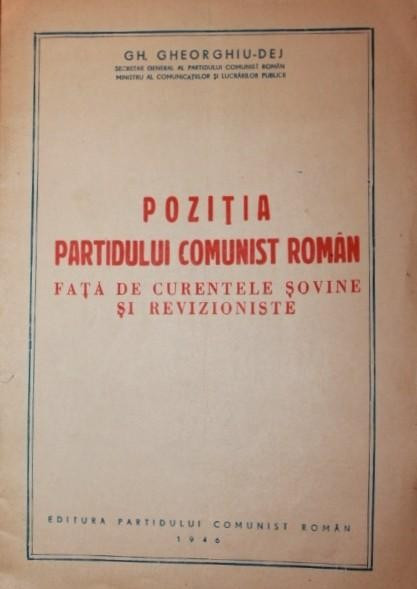 GH. GHEORGHIU-DEJ
SECRETAR GENERAL AL PARTIDULUI COMUNIST ROMÂN
MINISTRU AL COMUNICAȚIILOR ȘI LUCRĂRILOR PUBLICE
POZIȚIA
PARTIDULUI COMUNIST ROMÂN
FAȚĂ DE CURENTELE ȘOVINE
ȘI REVIZIONISTE
EDITURA PARTIDULUI COMUNIST ROMÂN
1946